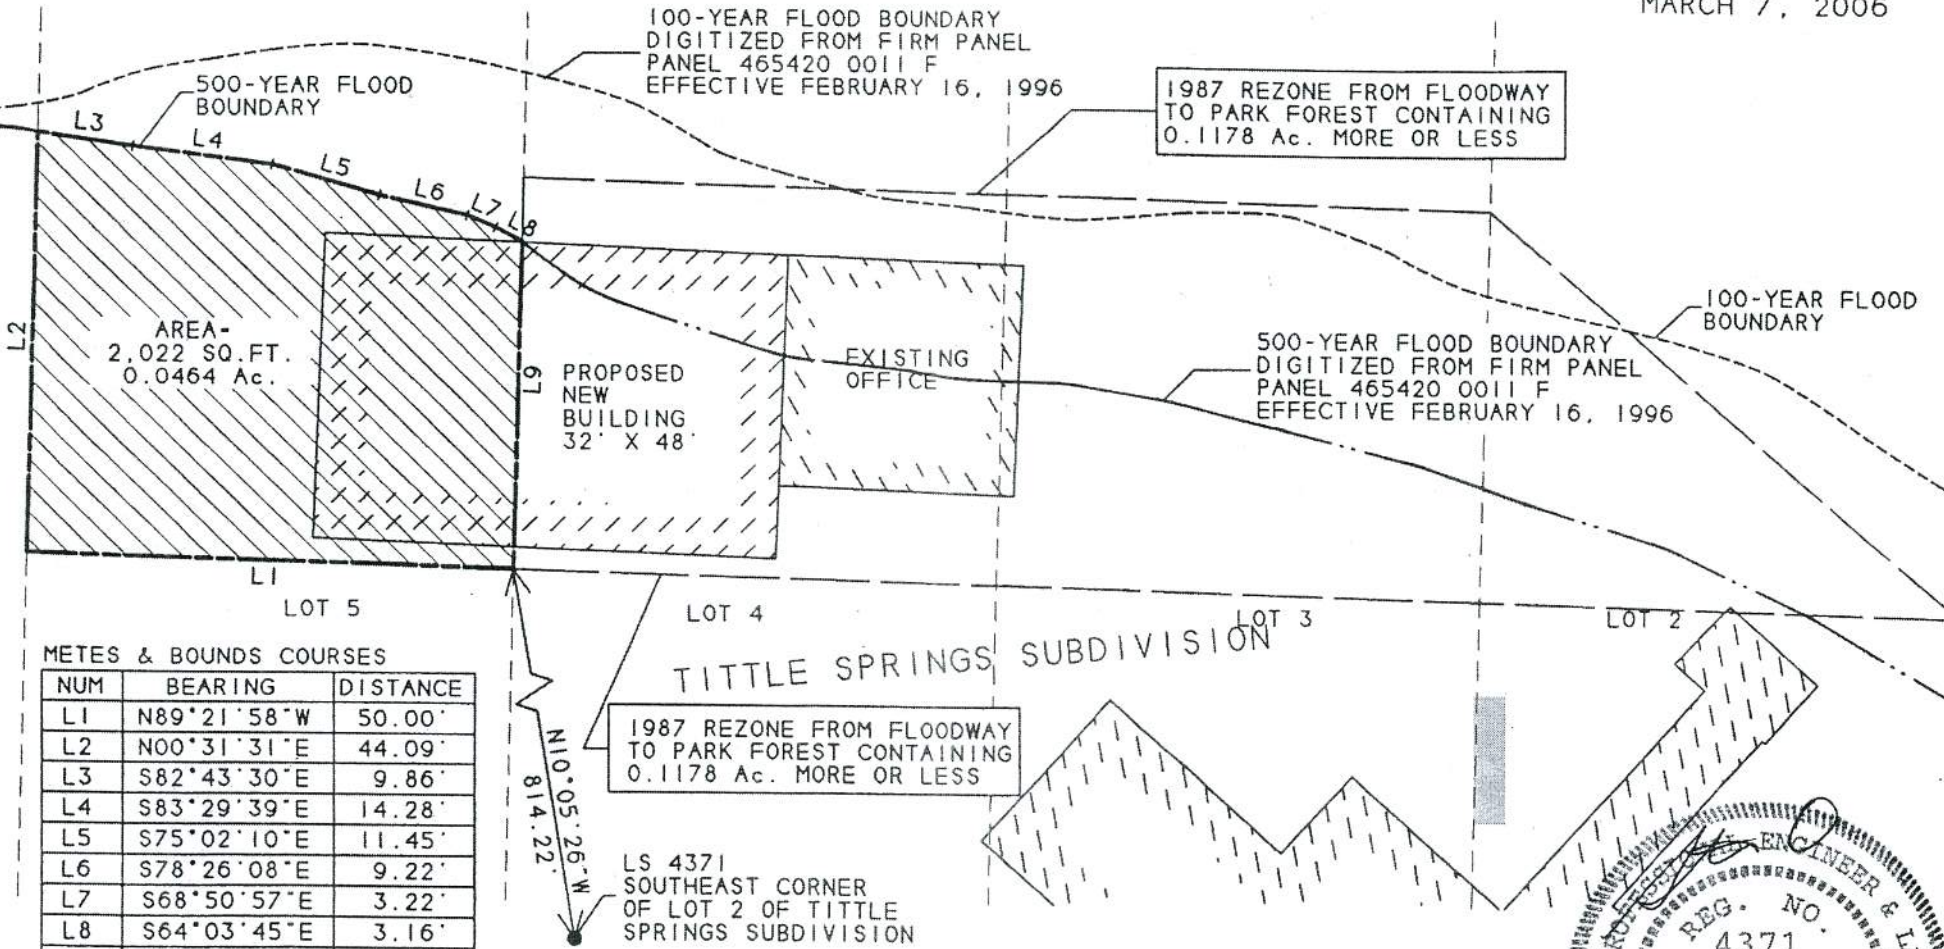 MARCH 7, 2006
100-YEAR FLOOD BOUNDARY
DIGITIZED FROM FIRM PANEL
PANEL 465420 0011 F
EFFECTIVE FEBRUARY 16, 1996
500-YEAR FLOOD
BOUNDARY
1987 REZONE FROM FLOODWAY
TO PARK FOREST CONTAINING
0.1178 Ac. MORE OR LESS
L3
L4
L5
L6
L7
L8
L2
AREA-
2,022 SQ.FT.
0.0464 Ac.
L9
PROPOSED
NEW
BUILDING
32' X 48'
EXISTING
OFFICE
500-YEAR FLOOD BOUNDARY
DIGITIZED FROM FIRM PANEL
PANEL 465420 0011 F
EFFECTIVE FEBRUARY 16, 1996
100-YEAR FLOOD
BOUNDARY
L1
LOT 5
LOT 4
LOT 3
LOT 2
TITTLE SPRINGS SUBDIVISION
METES & BOUNDS COURSES
NUM BEARING DISTANCE
L1 N89°21'58"W 50.00'
L2 N00°31'31"E 44.09'
L3 S82°43'30"E 9.86'
L4 S83°29'39"E 14.28'
L5 S75°02'10"E 11.45'
L6 S78°26'08"E 9.22'
L7 S68°50'57"E 3.22'
L8 S64°03'45"E 3.16'
1987 REZONE FROM FLOODWAY
TO PARK FOREST CONTAINING
0.1178 Ac. MORE OR LESS
N10°05'26"W
814.22'
LS 4371
SOUTHEAST CORNER
OF LOT 2 OF TITTLE
SPRINGS SUBDIVISION
PROFESSIONAL ENGINEER &
REG. NO.
4371